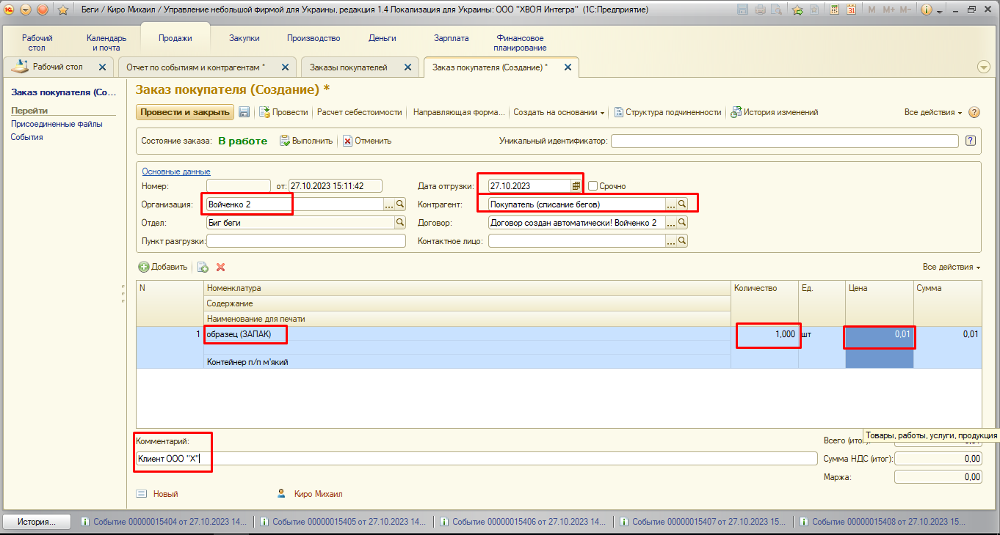 Беги / Киро Михаил / Управление небольшой фирмой для Украины, редакция 1.4 Локализация для Украины: ООО "ХВОЯ Интегра" (1С:Предприятие)
31 M M+ M-
Рабочий стол Календарь и почта Продажи Закупки Производство Деньги Зарплата Финансовое планирование
Рабочий стол Отчет по событиям и контрагентам * Заказы покупателей Заказ покупателя (Создание) *
Заказ покупателя (Со...
Перейти
Присоединенные файлы
События
Заказ покупателя (Создание) *
Провести и закрыть Провести Расчет себестоимости Направляющая форма... Создать на основании Структура подчиненности История изменений Все действия ?
Состояние заказа: В работе Выполнить Отменить Уникальный идентификатор: ?
Основные данные
Номер: от: 27.10.2023 15:11:42 Дата отгрузки: 27.10.2023 Срочно
Организация: Войченко 2 ... Контрагент: Покупатель (списание бегов) ...
Отдел: Биг беги Договор: Договор создан автоматически! Войченко 2 ...
Пункт разгрузки: Контактное лицо: ...
Добавить Все действия
N Номенклатура Количество Ед. Цена Сумма
Содержание
Наименование для печати
1 образец (ЗАПАК) 1,000 шт 0,01 0,01
Контейнер п/п м'який
Комментарий: Всего (итог):
Товары, работы, услуги, продукция
Клиент ООО "Х" Сумма НДС (итог): 0,00
Маржа: 0,00
Новый Киро Михаил
История... Событие 00000015404 от 27.10.2023 14... Событие 00000015405 от 27.10.2023 14... Событие 00000015406 от 27.10.2023 14... Событие 00000015407 от 27.10.2023 15... Событие 00000015408 от 27.10.2023 15...